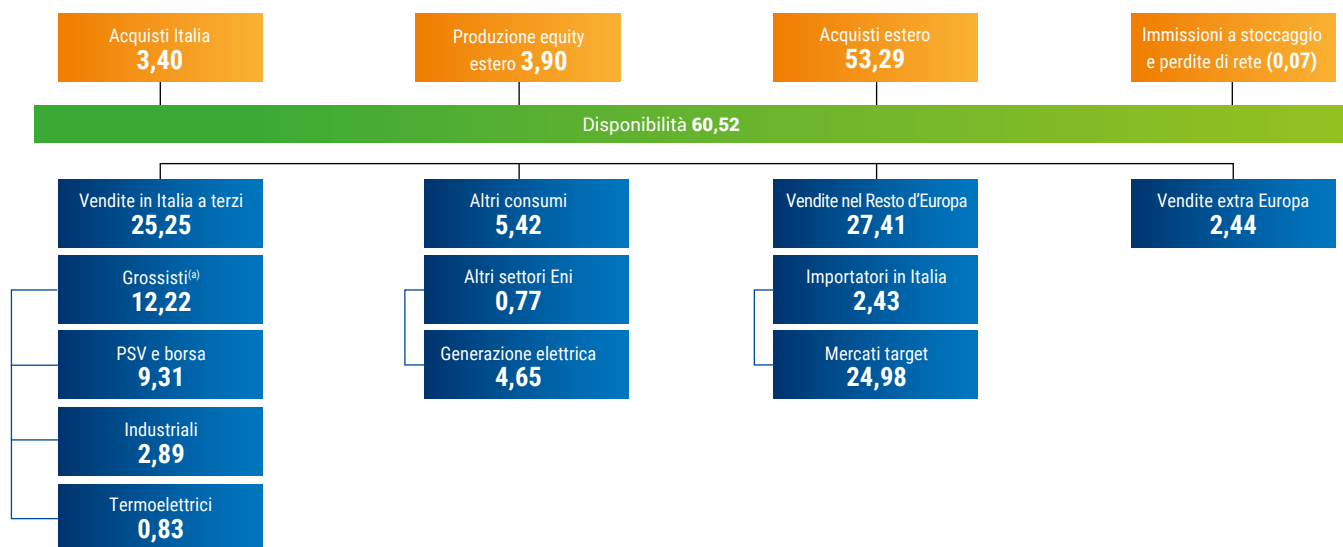 Acquisti Italia
3,40
Produzione equity
estero 3,90
Acquisti estero
53,29
Immissioni a stoccaggio
e perdite di rete (0,07)
Disponibilità 60,52
Vendite in Italia a terzi
25,25
Grossisti(a)
12,22
PSV e borsa
9,31
Industriali
2,89
Termoelettrici
0,83
Altri consumi
5,42
Altri settori Eni
0,77
Generazione elettrica
4,65
Vendite nel Resto d'Europa
27,41
Importatori in Italia
2,43
Mercati target
24,98
Vendite extra Europa
2,44